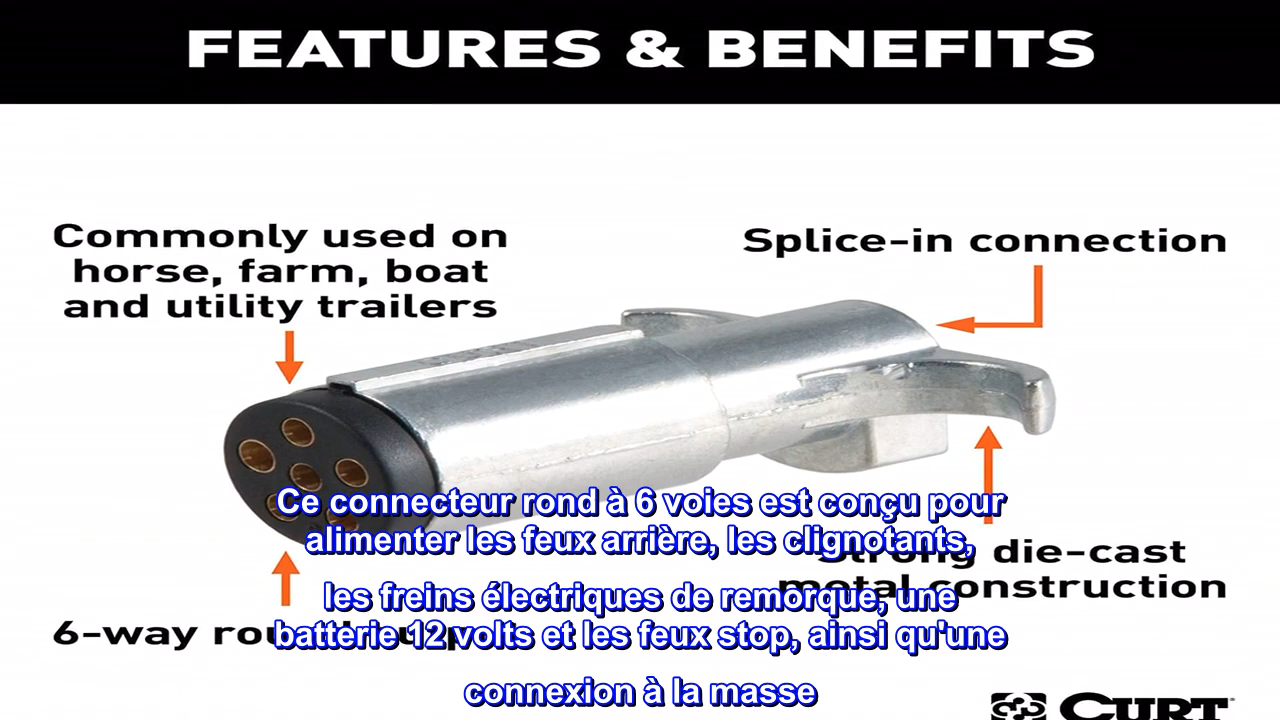 FEATURES & BENEFITS
Commonly used on
horse, farm, boat
and utility trailers
Splice-in connection
Strong die-cast
metal construction
6-way
Ce connecteur rond à 6 voies est conçu pour
alimenter les feux arrière, les clignotants,
les freins électriques de remorque, une
batterie 12 volts et les feux stop, ainsi qu'une
connexion à la masse
CURT